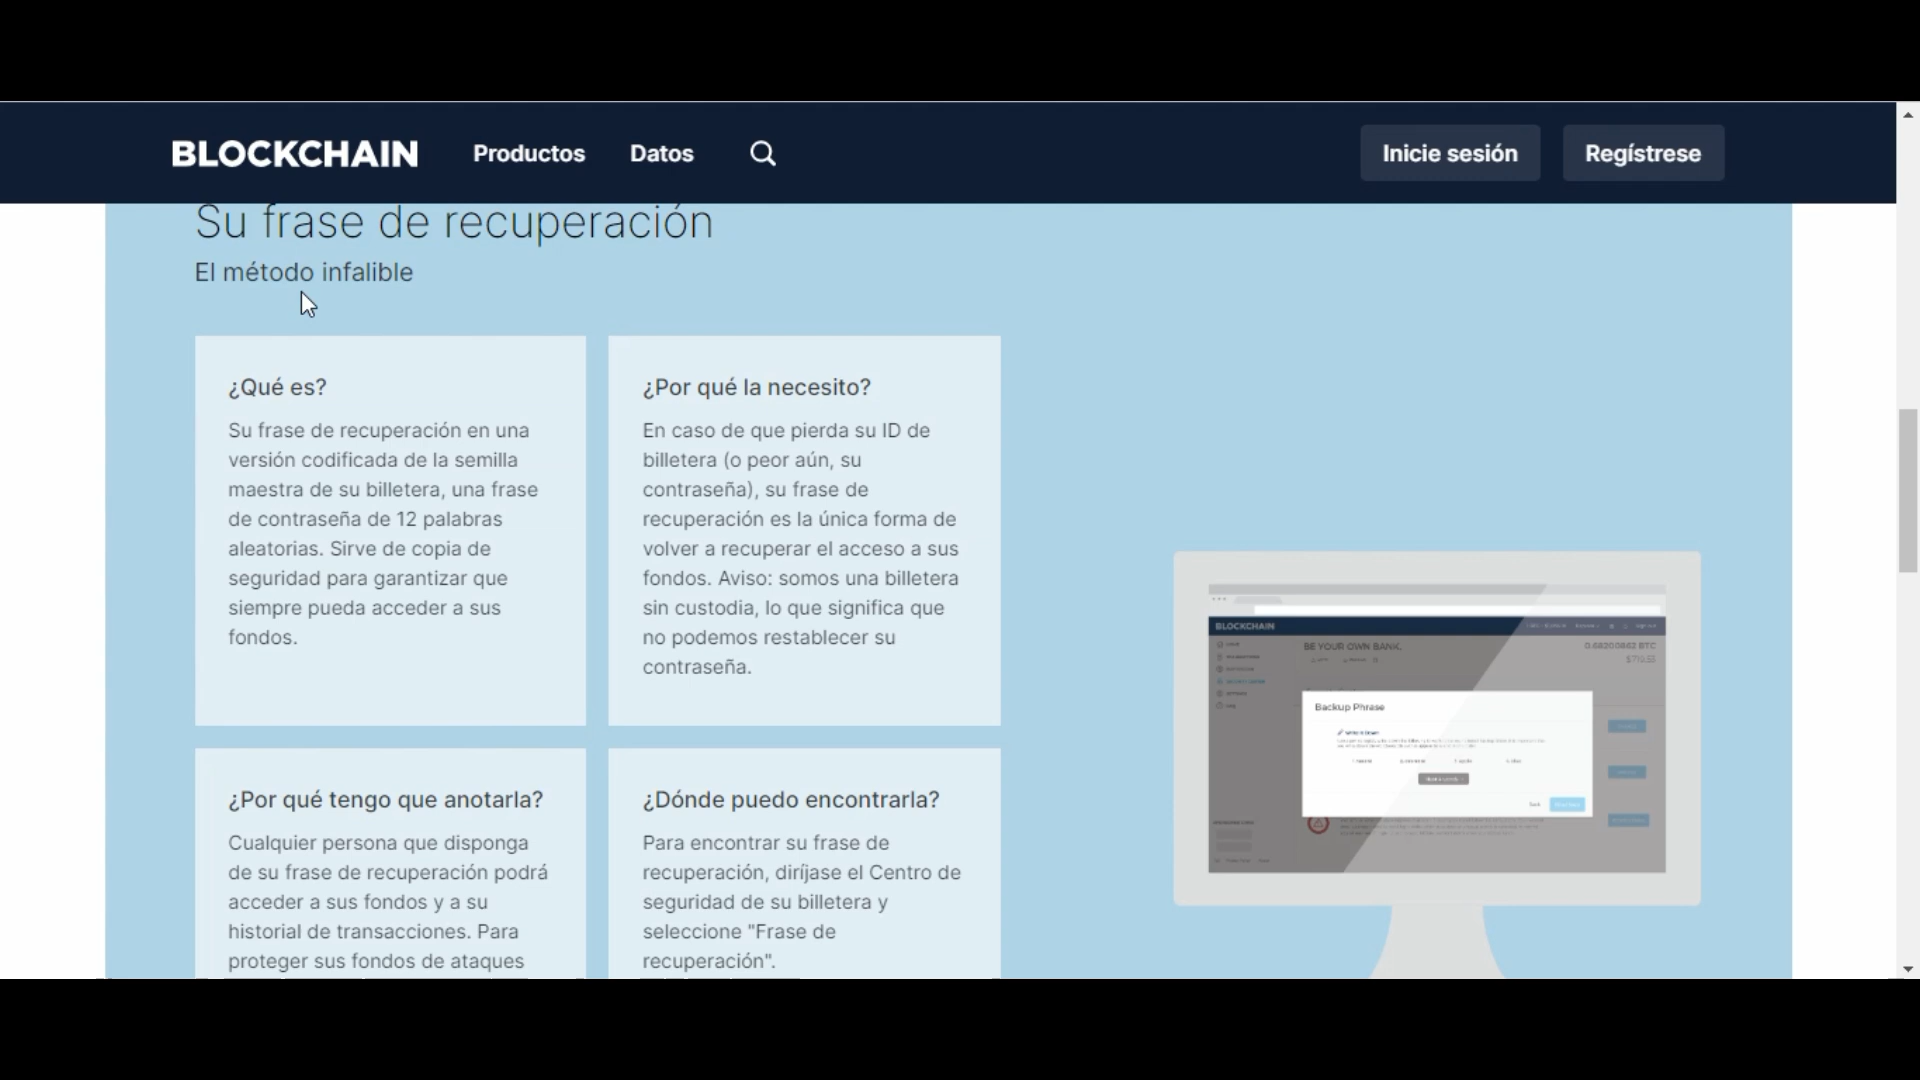 BLOCKCHAIN Productos Datos Inicie sesión Regístrese
Su frase de recuperación
El método infalible
¿Qué es?
Su frase de recuperación en una
versión codificada de la semilla
maestra de su billetera, una frase
de contraseña de 12 palabras
aleatorias. Sirve de copia de
seguridad para garantizar que
siempre pueda acceder a sus
fondos.
¿Por qué la necesito?
En caso de que pierda su ID de
billetera (o peor aún, su
contraseña), su frase de
recuperación es la única forma de
volver a recuperar el acceso a sus
fondos. Aviso: somos una billetera
sin custodia, lo que significa que
no podemos restablecer su
contraseña.
¿Por qué tengo que anotarla?
Cualquier persona que disponga
de su frase de recuperación podrá
acceder a sus fondos y a su
historial de transacciones. Para
proteger sus fondos de ataques
¿Dónde puedo encontrarla?
Para encontrar su frase de
recuperación, diríjase el Centro de
seguridad de su billetera y
seleccione "Frase de
recuperación".
BLOCKCHAIN
BE YOUR OWN BANK.
0.68200862 BTC
Backup Phrase